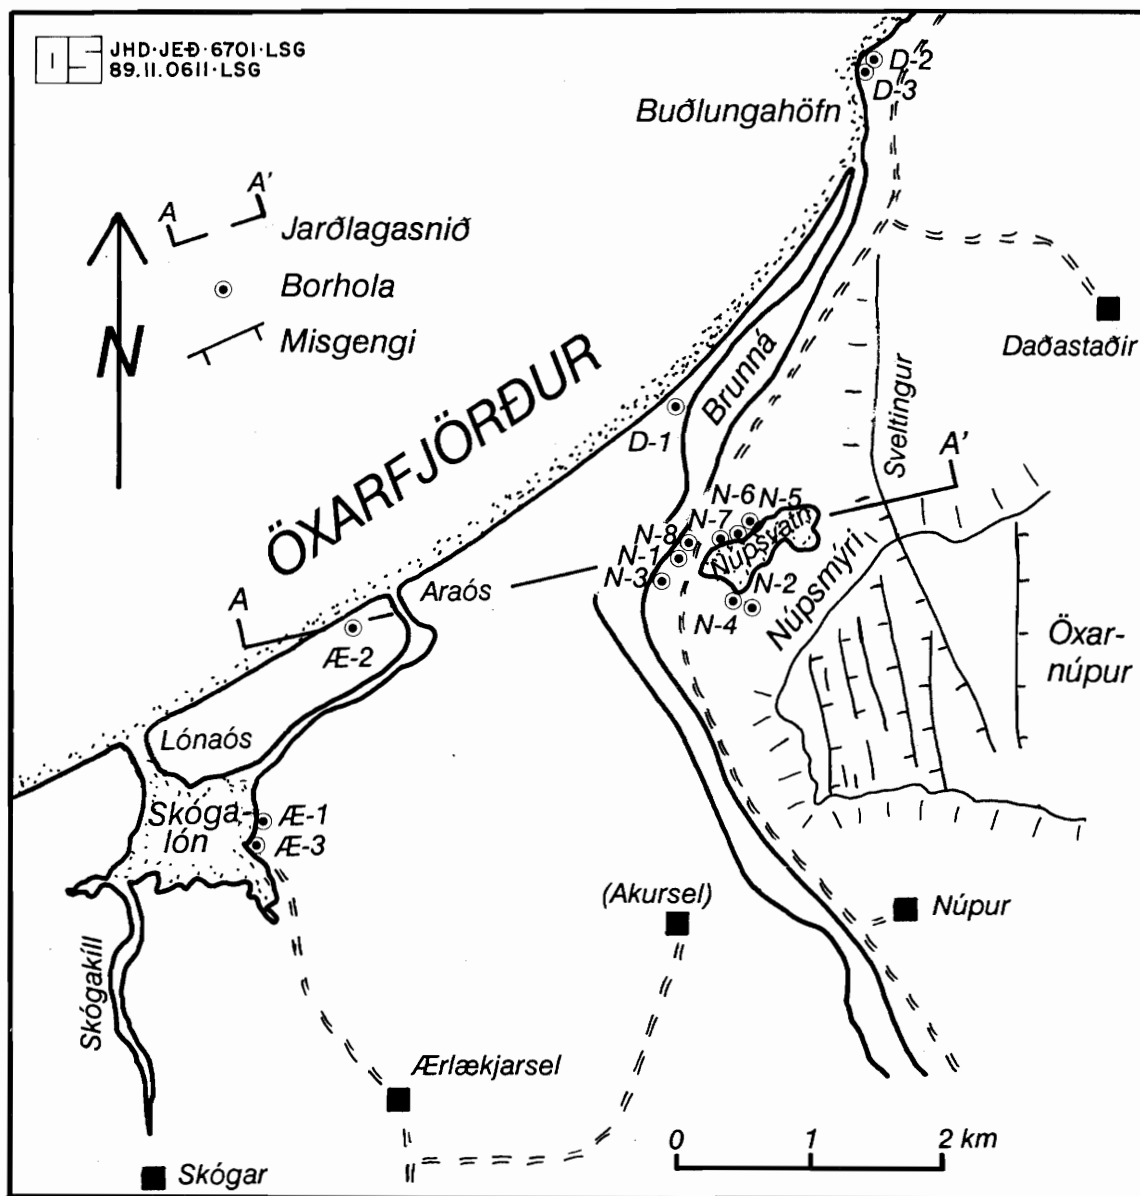 OS
JHD·JEÐ·6701·LSG
89.11.0611·LSG
D-2
D-3
Buðlungahöfn
A
A'
Jarðlagasnið
Borhola
Misgengi
N
Daðastaðir
ÖXARFJÖRÐUR
Brunná
Sveltingur
D-1
A'
N-6
N-5
N-7
N-8
Núpsvatn
N-1
N-3
N-2
N-4
Núpsmýri
Araós
A
Æ-2
Öxar-
núpur
Lónaós
Skóga-
lón
Æ-1
Æ-3
(Akursel)
Núpur
Skógakíll
Ærlækjarsel
0 1 2 km
Skógar